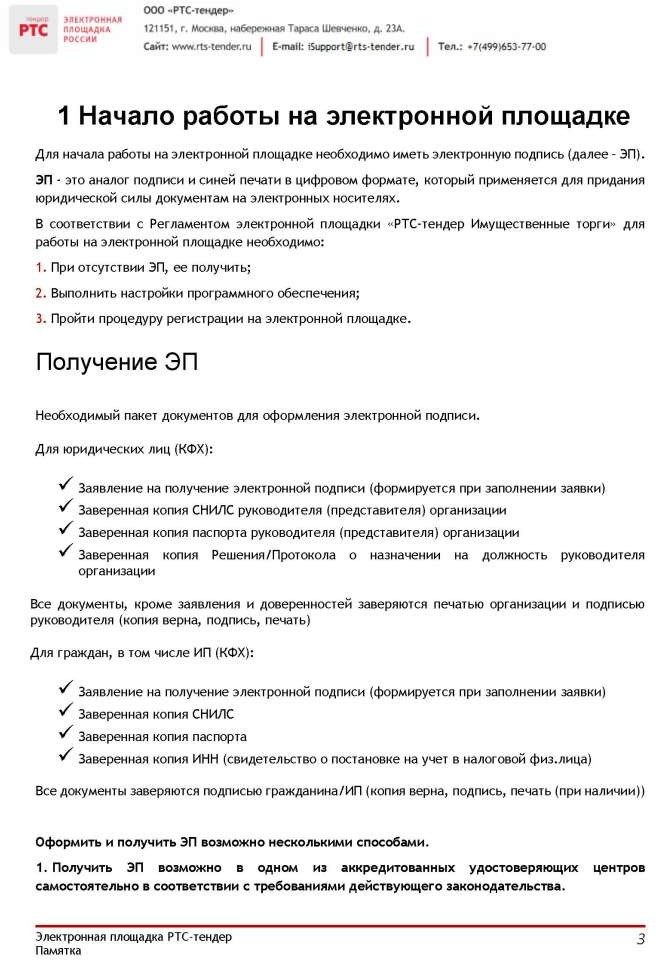 тендер
РТС
ЭЛЕКТРОННАЯ
ПЛОЩАДКА
РОССИИ
ООО «РТС-тендер»
121151, г. Москва, набережная Тараса Шевченко, д. 23А.
Сайт: www.rts-tender.ru | E-mail: iSupport@rts-tender.ru | Тел.: +7(499)653-77-00
1 Начало работы на электронной площадке
Для начала работы на электронной площадке необходимо иметь электронную подпись (далее – ЭП).
ЭП - это аналог подписи и синей печати в цифровом формате, который применяется для придания
юридической силы документам на электронных носителях.
В соответствии с Регламентом электронной площадки «РТС-тендер Имущественные торги» для
работы на электронной площадке необходимо:
1. При отсутствии ЭП, ее получить;
2. Выполнить настройки программного обеспечения;
3. Пройти процедуру регистрации на электронной площадке.
Получение ЭП
Необходимый пакет документов для оформления электронной подписи.
Для юридических лиц (КФХ):
✓ Заявление на получение электронной подписи (формируется при заполнении заявки)
✓ Заверенная копия СНИЛС руководителя (представителя) организации
✓ Заверенная копия паспорта руководителя (представителя) организации
✓ Заверенная копия Решения/Протокола о назначении на должность руководителя
организации
Все документы, кроме заявления и доверенностей заверяются печатью организации и подписью
руководителя (копия верна, подпись, печать)
Для граждан, в том числе ИП (КФХ):
✓ Заявление на получение электронной подписи (формируется при заполнении заявки)
✓ Заверенная копия СНИЛС
✓ Заверенная копия паспорта
✓ Заверенная копия ИНН (свидетельство о постановке на учет в налоговой физ.лица)
Все документы заверяются подписью гражданина/ИП (копия верна, подпись, печать (при наличии))
Оформить и получить ЭП возможно несколькими способами.
1. Получить ЭП возможно в одном из аккредитованных удостоверяющих центров
самостоятельно в соответствии с требованиями действующего законодательства.
Электронная площадка РТС-тендер
Памятка
3